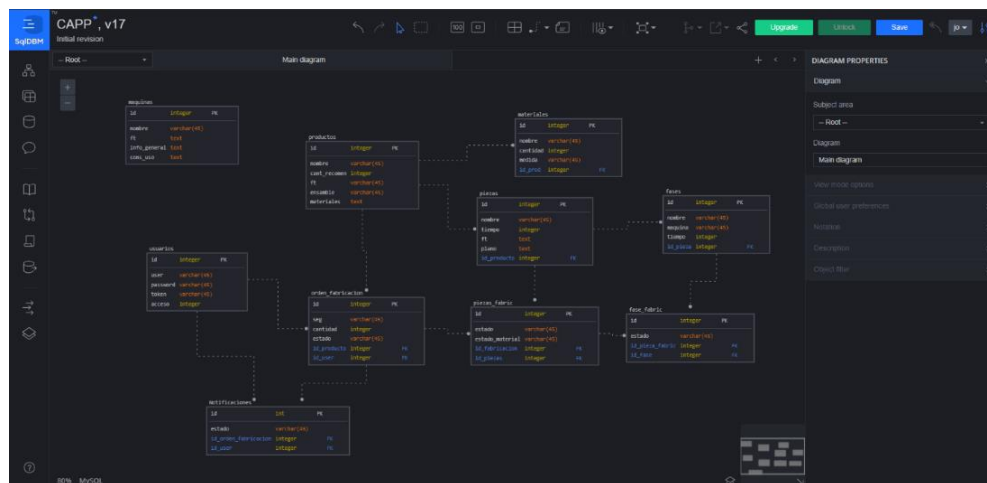 CAPP*, v17
Initial revision
SqlDBM
Upgrade
Unlock
Save
jo
-- Root --
Main diagram
DIAGRAM PROPERTIES
Diagram
Subject area
-- Root --
Diagram
Main diagram
View mode options
Global user preferences
Notation
Description
Object filter
maquinas
id integer PK
nombre varchar(45)
ft text
info_general text
cons_uso text
productos
id integer PK
nombre varchar(45)
cant_recomen integer
ft varchar(45)
ensamble varchar(45)
materiales text
materiales
id integer PK
nombre varchar(45)
cantidad integer
medida varchar(45)
id_prod integer FK
piezas
id integer PK
nombre varchar(45)
tiempo integer
ft text
plano text
id_producto integer FK
fases
id integer PK
nombre varchar(45)
maquina varchar(45)
tiempo integer
id_pieza integer FK
usuarios
id integer PK
user varchar(45)
password varchar(45)
token varchar(45)
acceso integer
orden_fabricacion
id integer PK
seg varchar(45)
cantidad integer
estado varchar(45)
id_producto integer FK
id_user integer FK
piezas_fabric
id integer PK
estado varchar(45)
estado_material varchar(45)
id_fabricacion integer FK
id_piezas integer FK
fase_fabric
id integer PK
estado varchar(45)
id_pieza_fabric integer FK
id_fase integer FK
Notificaciones
id int PK
estado varchar(45)
id_orden_fabricacion integer FK
id_user integer FK
80% MySQL